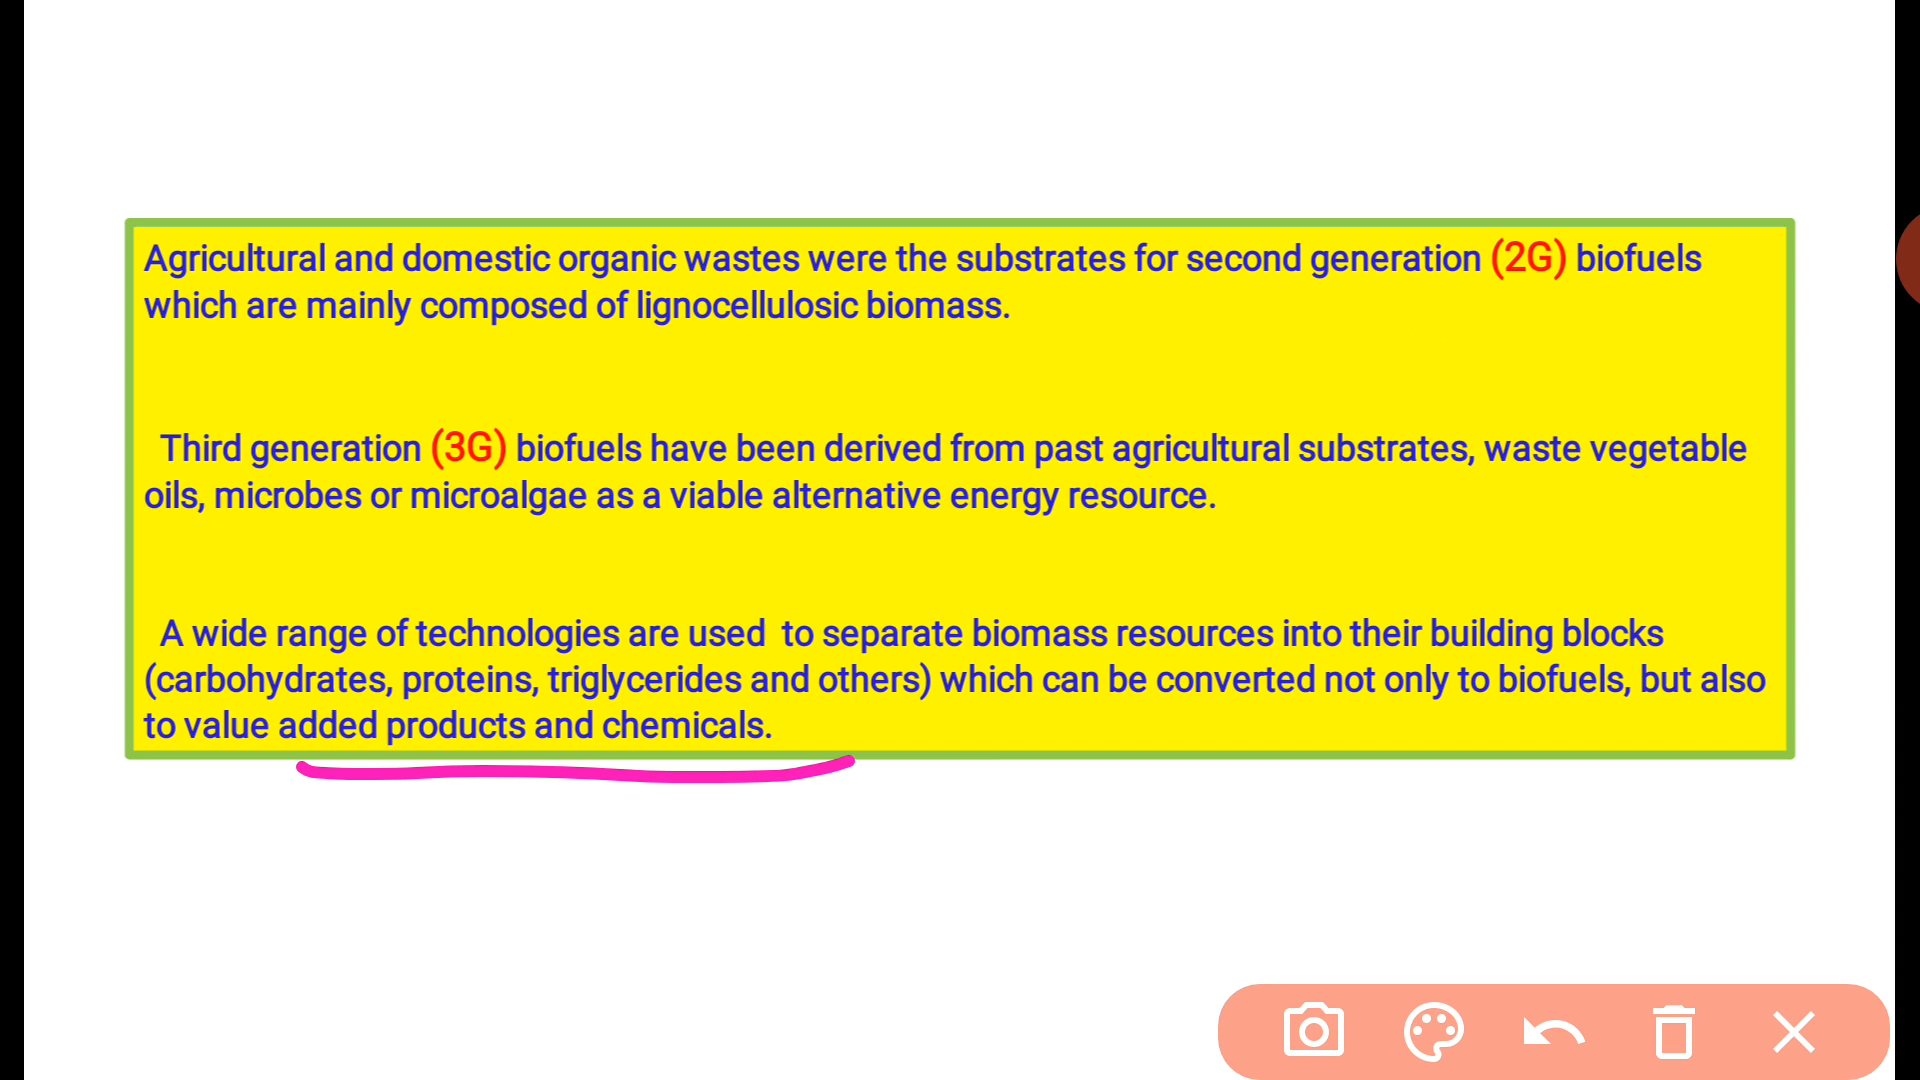 Agricultural and domestic organic wastes were the substrates for second generation (2G) biofuels
which are mainly composed of lignocellulosic biomass.
Third generation (3G) biofuels have been derived from past agricultural substrates, waste vegetable
oils, microbes or microalgae as a viable alternative energy resource.
A wide range of technologies are used  to separate biomass resources into their building blocks
(carbohydrates, proteins, triglycerides and others) which can be converted not only to biofuels, but also
to value added products and chemicals.